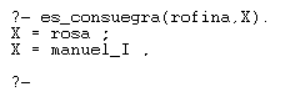 ?- es_consuegra(rofina,X).
X = rosa ;
X = manuel_I .
?-